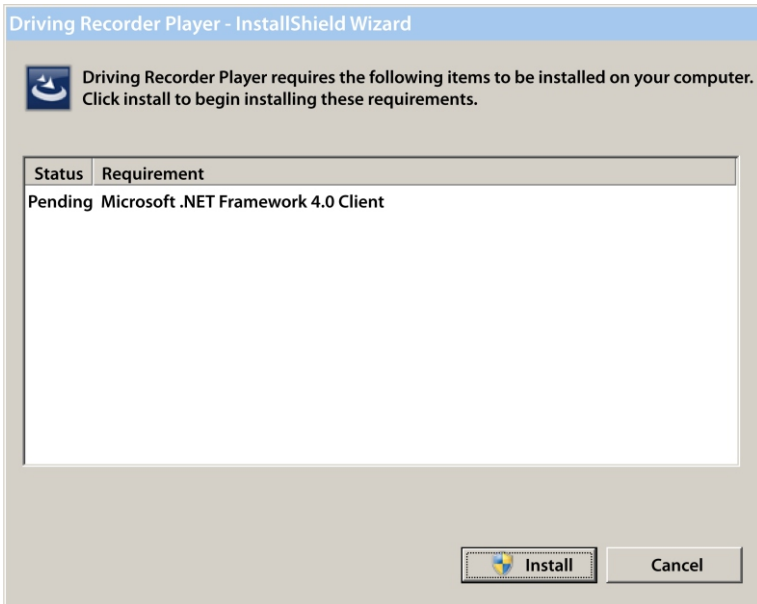 Driving Recorder Player - InstallShield Wizard
Driving Recorder Player requires the following items to be installed on your computer.
Click install to begin installing these requirements.
Status Requirement
Pending Microsoft .NET Framework 4.0 Client
Install Cancel